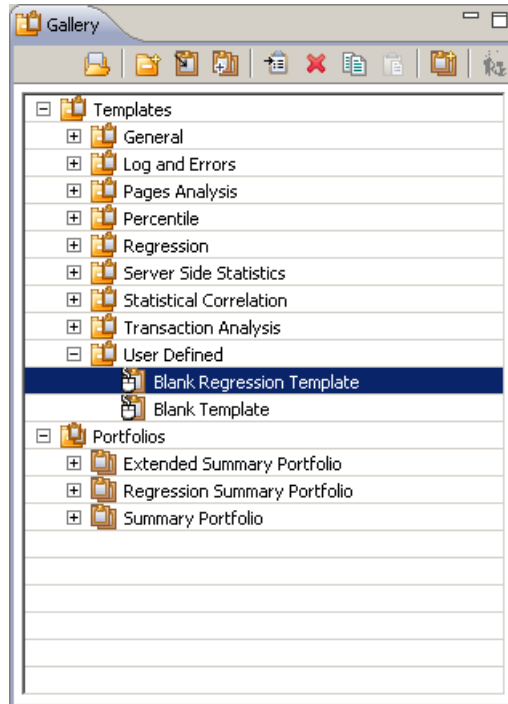 Gallery
Templates
General
Log and Errors
Pages Analysis
Percentile
Regression
Server Side Statistics
Statistical Correlation
Transaction Analysis
User Defined
Blank Regression Template
Blank Template
Portfolios
Extended Summary Portfolio
Regression Summary Portfolio
Summary Portfolio